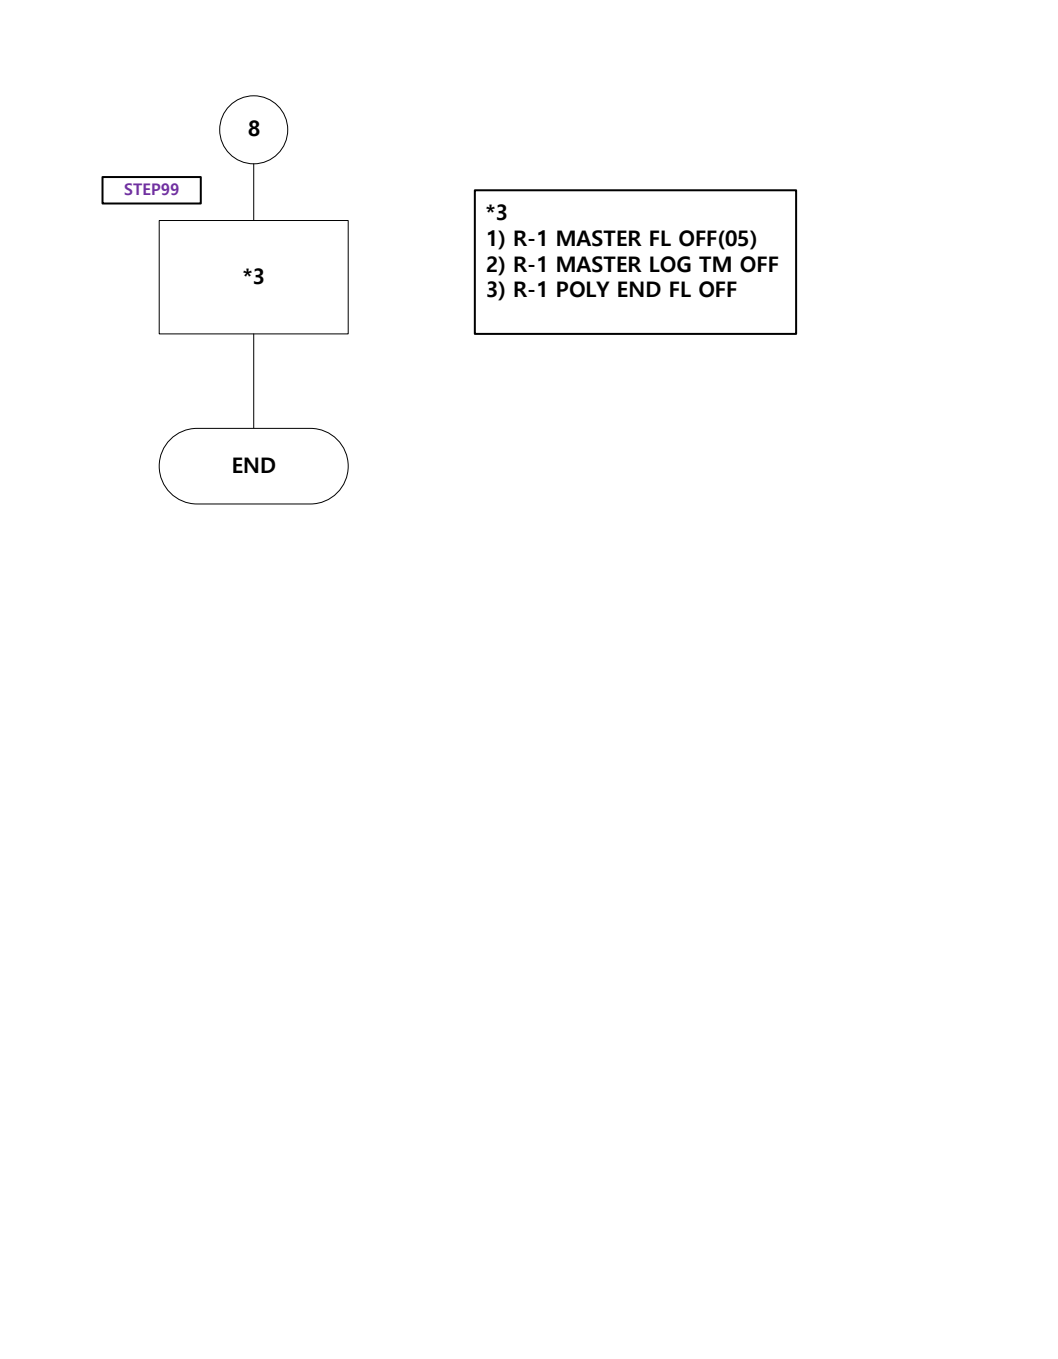 8
STEP99
*3
*3
1) R-1 MASTER FL OFF(05)
2) R-1 MASTER LOG TM OFF
3) R-1 POLY END FL OFF
END